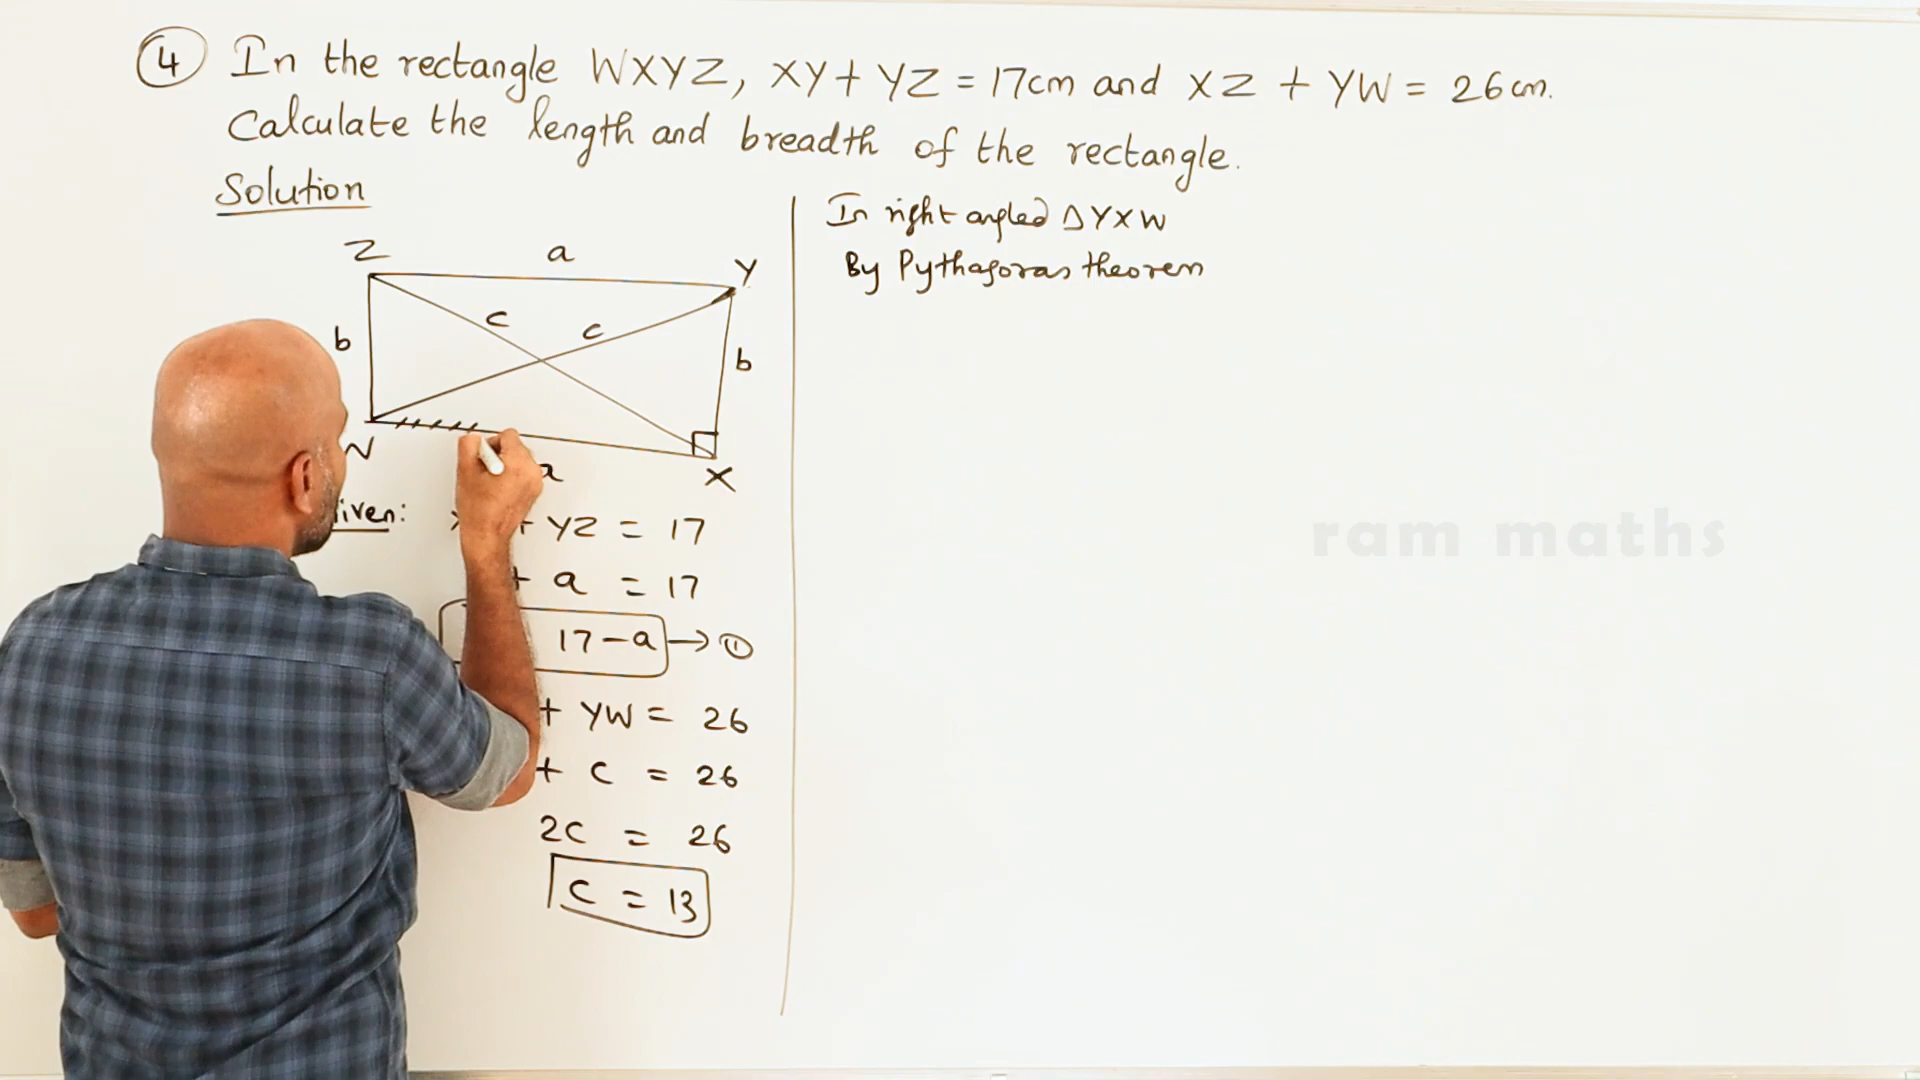 4 In the rectangle WXYZ, XY + YZ = 17cm and XZ + YW = 26cm.
Calculate the length and breadth of the rectangle.
Solution
Z a Y
b c c b
X
a
+ YZ = 17
+ a = 17
17-a → 1
+ YW = 26
+ c = 26
2c = 26
c = 13
In right angled Δ YXW
By Pythagoras theorem
ram maths